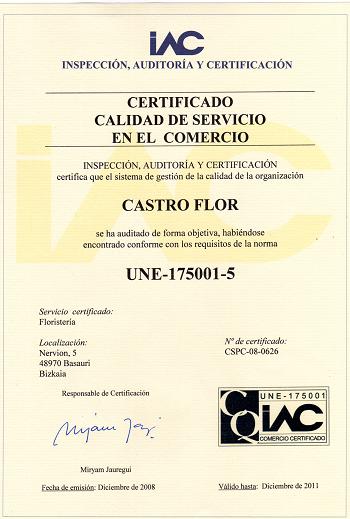 iAC
INSPECCIÓN, AUDITORÍA Y CERTIFICACIÓN
CERTIFICADO
CALIDAD DE SERVICIO
EN EL COMERCIO
INSPECCIÓN, AUDITORÍA Y CERTIFICACIÓN
certifica que el sistema de gestión de la calidad de la organización
CASTRO FLOR
se ha auditado de forma objetiva, habiéndose
encontrado conforme con los requisitos de la norma
UNE-175001-5
Servicio certificado:
Floristería
Localización:
Nervion, 5
48970 Basauri
Bizkaia
Nº de certificado:
CSPC-08-0626
Responsable de Certificación
Miryam Jauregui
UNE-175001
CQ iAC
COMERCIO CERTIFICADO
Miryam Jauregui
Fecha de emisión: Diciembre de 2008
Válido hasta: Diciembre de 2011